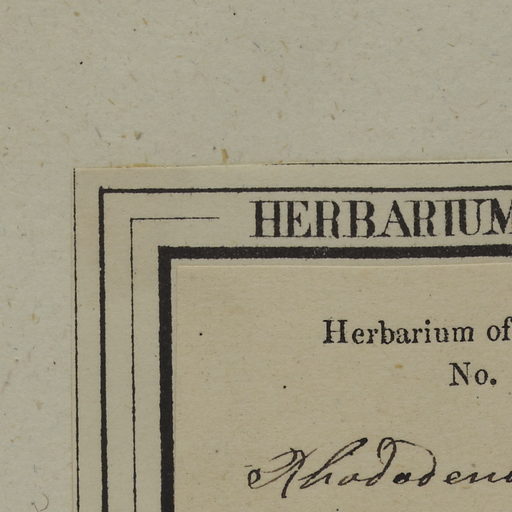 HERBARIUM
Herbarium of
No.
Rhododen